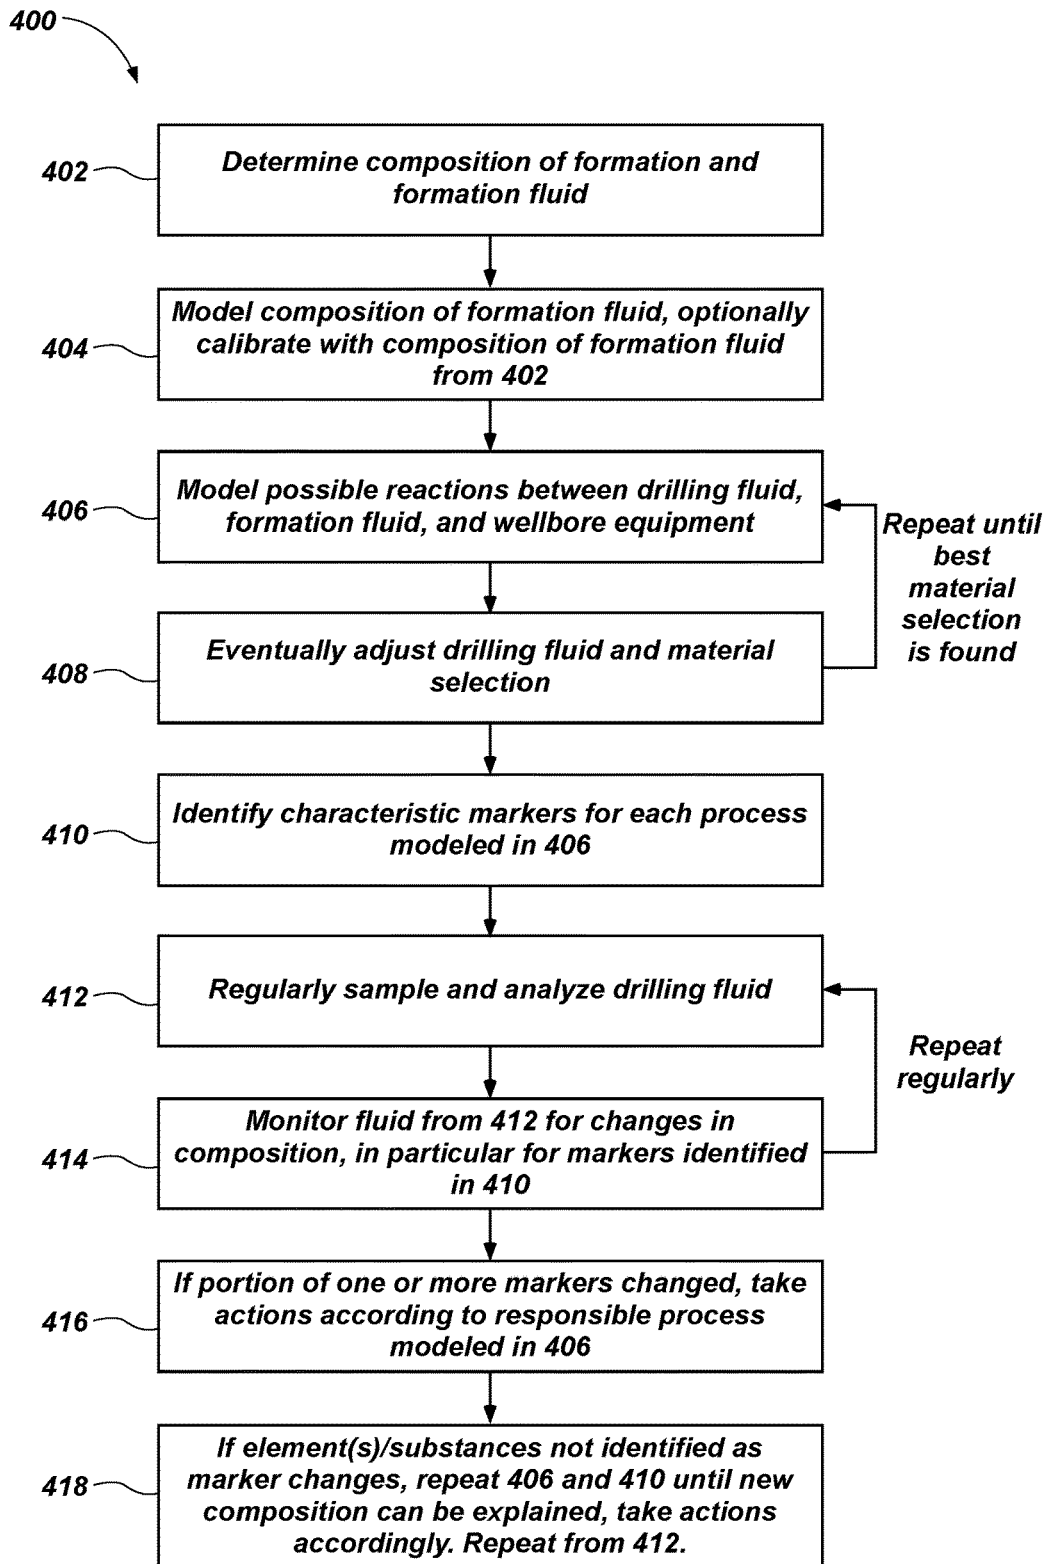 400
402
Determine composition of formation and
formation fluid
404
Model composition of formation fluid, optionally
calibrate with composition of formation fluid
from 402
406
Model possible reactions between drilling fluid,
formation fluid, and wellbore equipment
Repeat until
best
material
selection
is found
408
Eventually adjust drilling fluid and material
selection
410
Identify characteristic markers for each process
modeled in 406
412
Regularly sample and analyze drilling fluid
Repeat
regularly
414
Monitor fluid from 412 for changes in
composition, in particular for markers identified
in 410
416
If portion of one or more markers changed, take
actions according to responsible process
modeled in 406
418
If element(s)/substances not identified as
marker changes, repeat 406 and 410 until new
composition can be explained, take actions
accordingly. Repeat from 412.